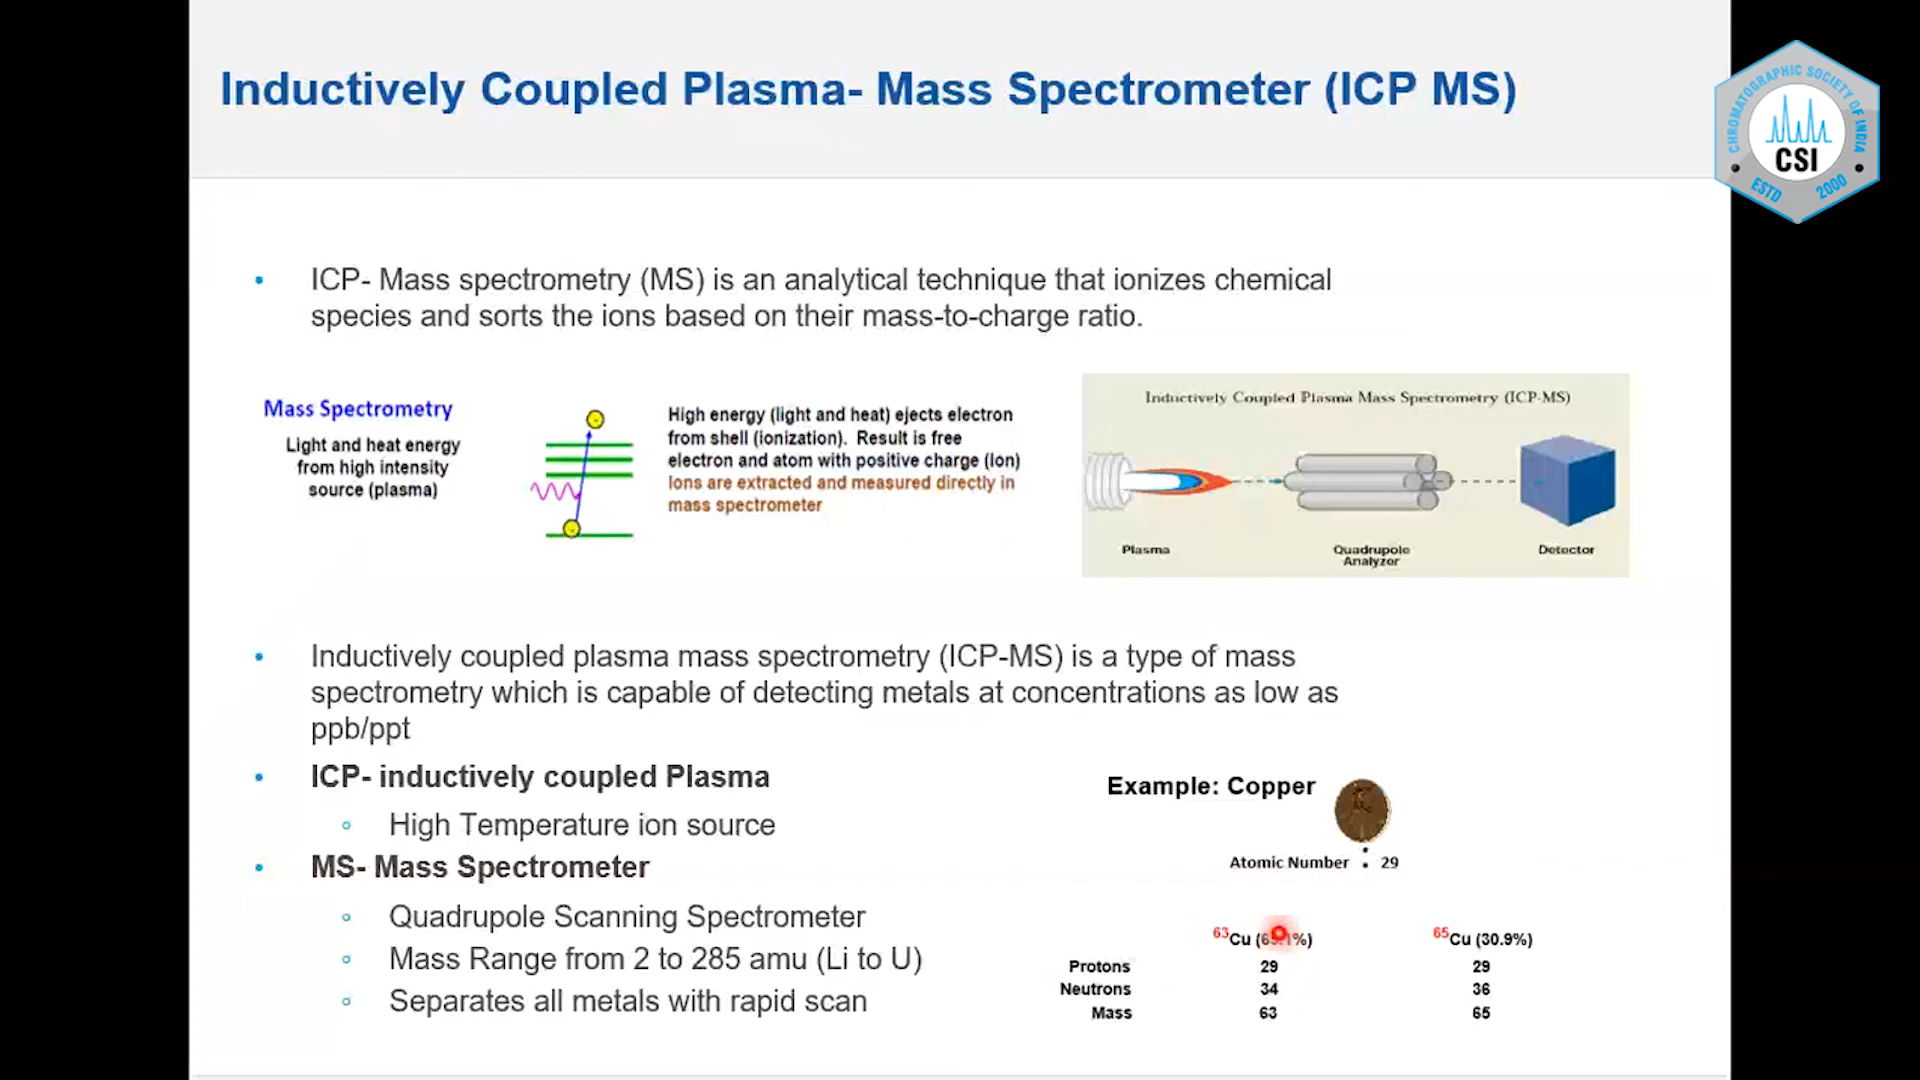 Inductively Coupled Plasma- Mass Spectrometer (ICP MS)
CHROMATOGRAPHIC SOCIETY OF INDIA
CSI
ESTD 2000
• ICP- Mass spectrometry (MS) is an analytical technique that ionizes chemical
species and sorts the ions based on their mass-to-charge ratio.
Mass Spectrometry
Light and heat energy
from high intensity
source (plasma)
High energy (light and heat) ejects electron
from shell (ionization). Result is free
electron and atom with positive charge (Ion)
Ions are extracted and measured directly in
mass spectrometer
Inductively Coupled Plasma Mass Spectrometry (ICP-MS)
Plasma
Quadrupole
Analyzer
Detector
• Inductively coupled plasma mass spectrometry (ICP-MS) is a type of mass
spectrometry which is capable of detecting metals at concentrations as low as
ppb/ppt
• ICP- inductively coupled Plasma
◦ High Temperature ion source
• MS- Mass Spectrometer
◦ Quadrupole Scanning Spectrometer
◦ Mass Range from 2 to 285 amu (Li to U)
◦ Separates all metals with rapid scan
Example: Copper
Atomic Number : 29
63Cu (69.1%) 65Cu (30.9%)
Protons 29 29
Neutrons 34 36
Mass 63 65